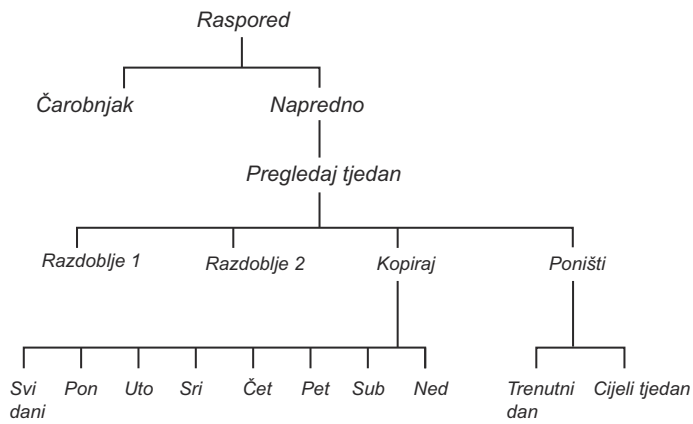 Raspored
Čarobnjak Napredno
Pregledaj tjedan
Razdoblje 1 Razdoblje 2 Kopiraj Poništi
Svi Pon Uto Sri Čet Pet Sub Ned Trenutni Cijeli tjedan
dani dan